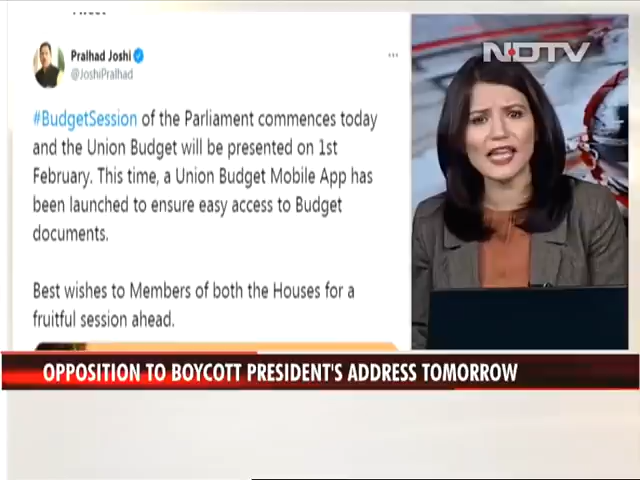 Pralhad Joshi
@JoshiPralhad
#BudgetSession of the Parliament commences today
and the Union Budget will be presented on 1st
February. This time, a Union Budget Mobile App has
been launched to ensure easy access to Budget
documents.
Best wishes to Members of both the Houses for a
fruitful session ahead.
NDTV
OPPOSITION TO BOYCOTT PRESIDENT'S ADDRESS TOMORROW